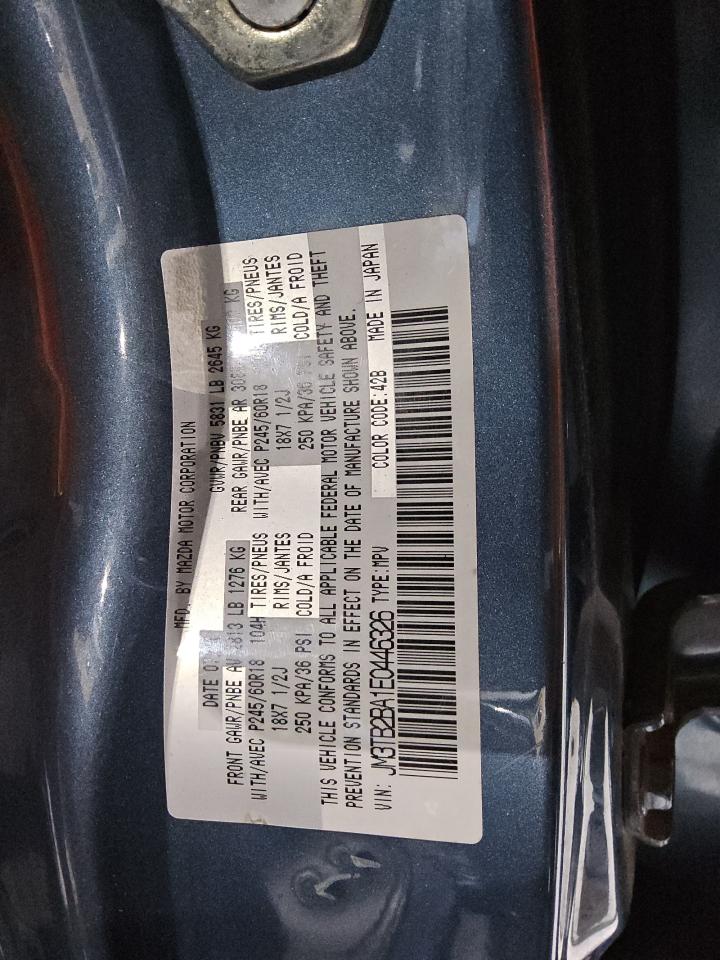 MFD. BY MAZDA MOTOR CORPORATION
DATE GVWR/PNBV 5831 LB 2645 KG
FRONT GAWR/PNBE AV 2813 LB 1276 KG REAR GAWR/PNBE AR KG
WITH/AVEC P245/60R18 104H TIRES/PNEUS WITH/AVEC P245/60R18 TIRES/PNEUS
18X7 1/2J RIMS/JANTES 18X7 1/2J RIMS/JANTES
250 KPA/36 PSI COLD/A FROID 250 KPA/36 PSI COLD/A FROID
THIS VEHICLE CONFORMS TO ALL APPLICABLE FEDERAL MOTOR VEHICLE SAFETY AND THEFT
PREVENTION STANDARDS IN EFFECT ON THE DATE OF MANUFACTURE SHOWN ABOVE.
VIN: JM3TB2BA1E0446326 TYPE:MPV COLOR CODE:42B MADE IN JAPAN